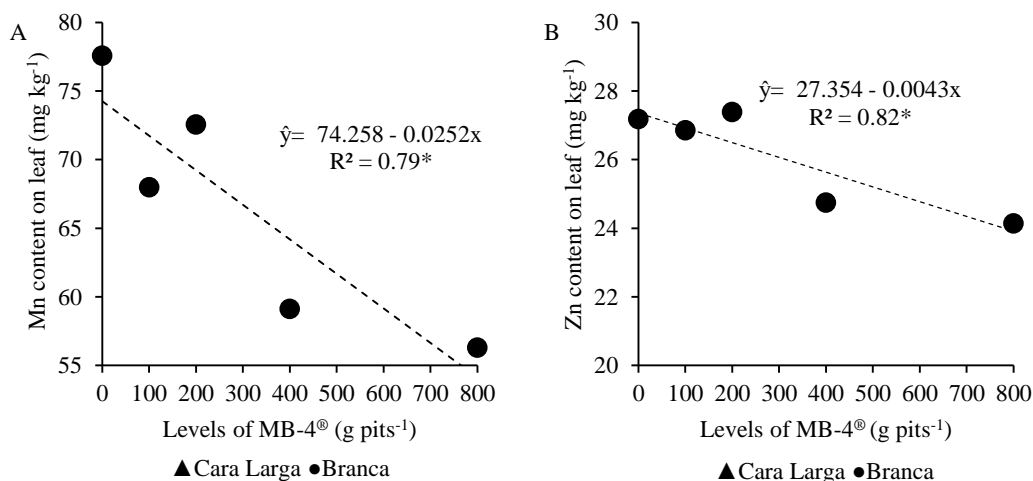 A
Mn content on leaf (mg kg⁻¹)
80
75
70
65
60
55
ŷ= 74.258 - 0.0252x
R² = 0.79*
0 100 200 300 400 500 600 700 800
Levels of MB-4® (g pits⁻¹)
▲Cara Larga ●Branca
B
Zn content on leaf (mg kg⁻¹)
30
28
26
24
22
20
ŷ= 27.354 - 0.0043x
R² = 0.82*
0 100 200 300 400 500 600 700 800
Levels of MB-4® (g pits⁻¹)
▲Cara Larga ●Branca